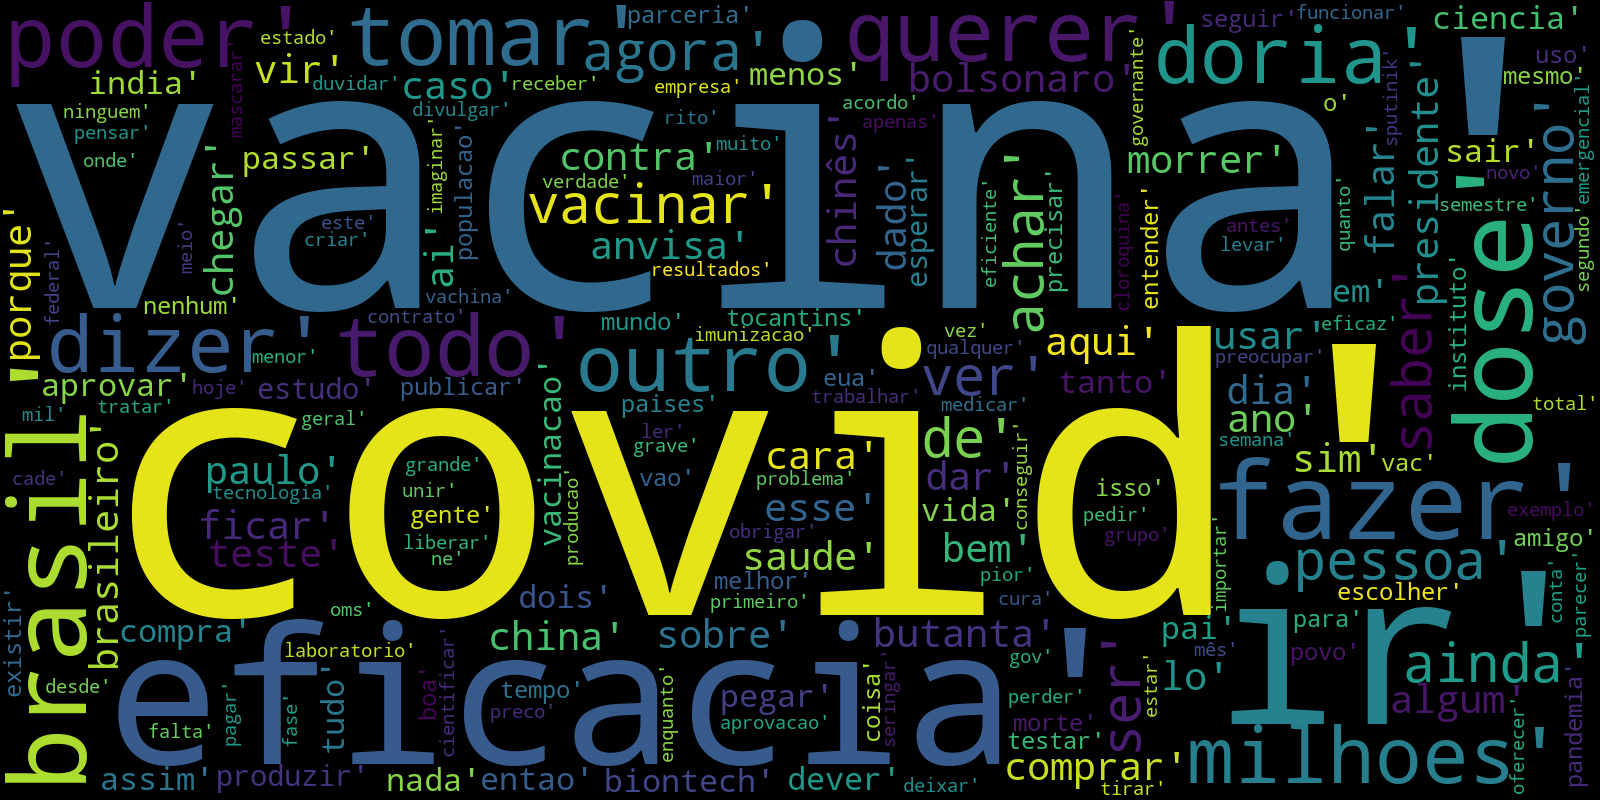 poder'
tomar'
parceria'
querer'
seguir'
funcionar'
ciencia'
estado'
agora'
doria'
uso'
vir'
india'
duvidar'
caso'
receber'
empresa'
menos'
bolsonaro'
mesmo'
mascarar'
ninguem'
divulgar'
acordo'
governante'
o'
pensar'
rito'
apenas'
sputinik'
emergencial'
vacina'
onde'
passar'
imaginar'
populacao'
contra'
muito'
chinês'
morrer'
falar'
presidente'
sair'
governo'
verdade'
maior'
novo'
porque'
chegar'
vacinar'
dado'
esperar'
achar'
eficiente'
precisar'
cloroquina'
entender'
quanto'
semestre'
segundo'
este'
criar'
ai'
anvisa'
antes'
levar'
meio'
federal'
resultados'
nenhum'
vachina'
em'
instituto'
dose'
dizer'
todo'
contrato'
mundo'
tocantins'
imunizacao'
vez'
aqui'
usar'
eficaz'
menor'
outro'
qualquer'
preocupar'
aprovar'
hoje'
estudo'
publicar'
eua'
ver'
trabalhar'
tanto'
saber'
dia'
mil'
tratar'
geral'
paises'
medicar'
ano'
total'
brasil"
brasileiro'
vacinacao'
ler'
grave'
de'
conseguir'
semana'
covid'
cade'
paulo'
grande'
cara'
sim'
vac'
tecnologia'
unir'
vao'
problema'
dar'
isso'
fazer'
ficar'
gente'
esse'
vida'
pedir'
exemplo'
teste'
liberar'
ne'
producao'
obrigar'
saude'
bem'
grupo'
importar'
pessoa'
amigo'
existir'
oms'
dois'
melhor'
primeiro'
pior'
cura'
escolher'
conta'
parecer'
compra'
laboratorio'
china'
sobre'
butanta'
ser'
pai'
para'
ir'
mês'
povo'
eficacia'
desde'
boa'
cientificar'
gov'
lo'
ainda'
tempo'
preco'
enquanto'
pegar'
aprovacao'
coisa'
seringar'
perder'
estar'
algum'
pandemia'
falta'
pagar'
fase'
tudo'
morte'
testar'
milhoes'
oferecer'
assim'
produzir'
nada'
entao'
biontech'
dever'
deixar'
comprar'
tirar'